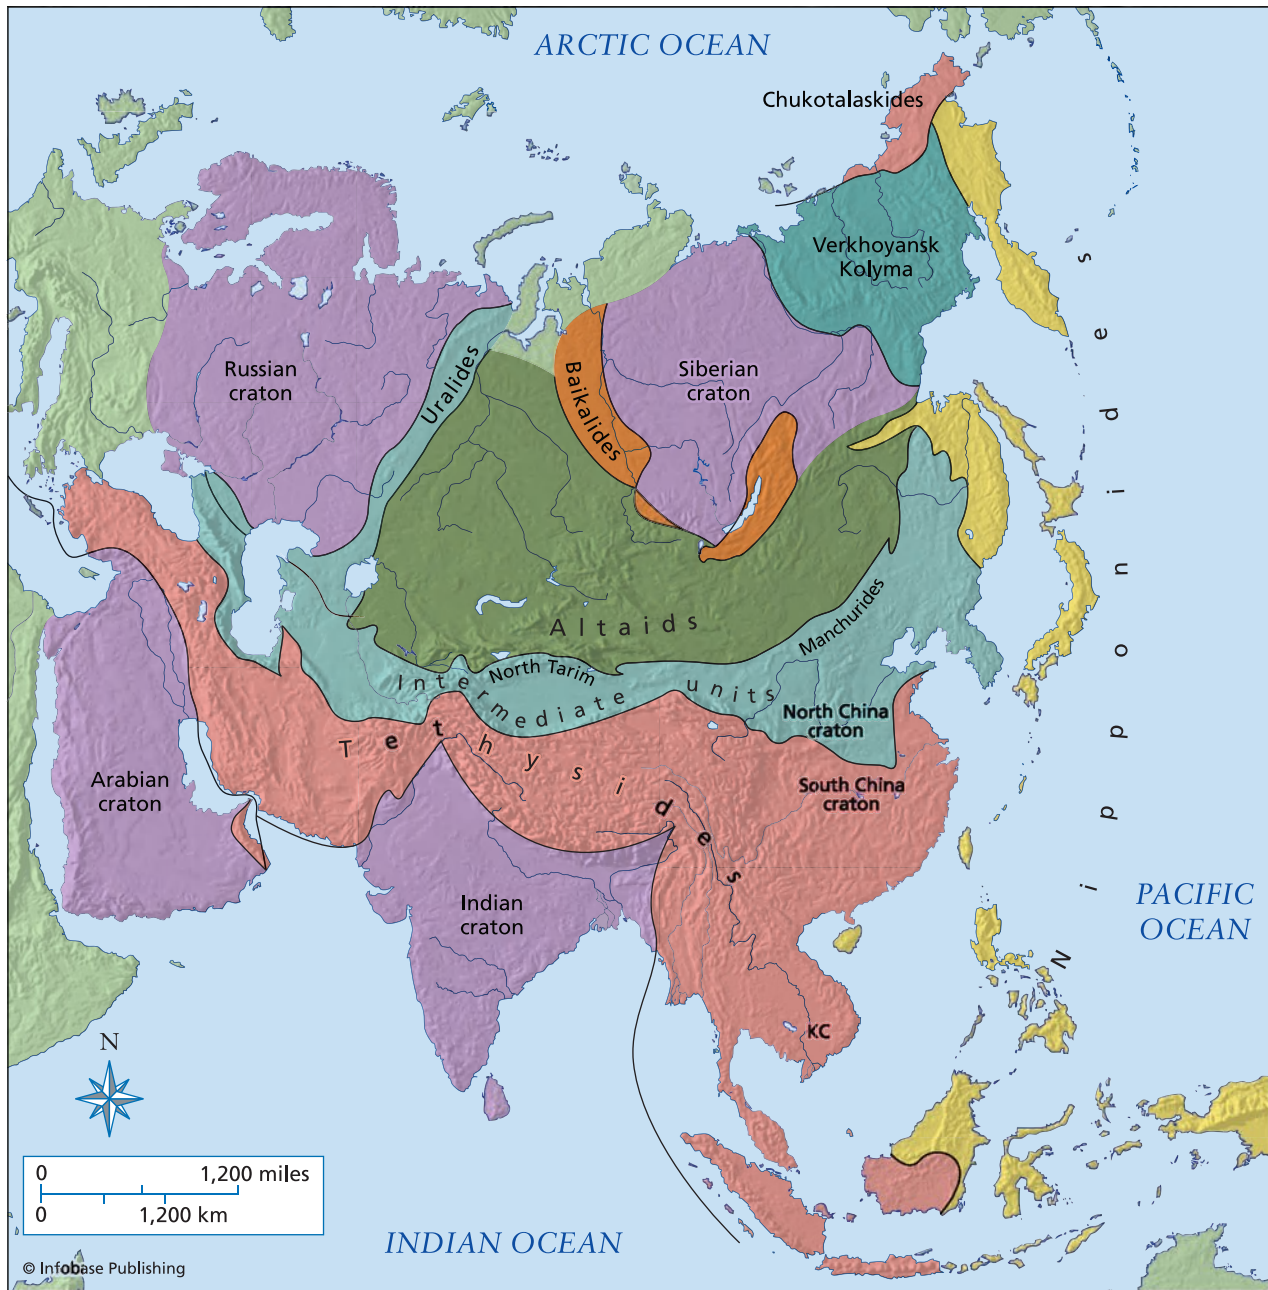 ARCTIC OCEAN
Chukotalaskides
Verkhoyansk
Kolyma
Russian
craton
Uralides
Baikalides
Siberian
craton
Altaids
Manchurides
North Tarim
Intermediate units
North China
craton
Tethysides
South China
craton
Arabian
craton
Indian
craton
KC
Nipponides
PACIFIC
OCEAN
N
0 1,200 miles
0 1,200 km
INDIAN OCEAN
© Infobase Publishing